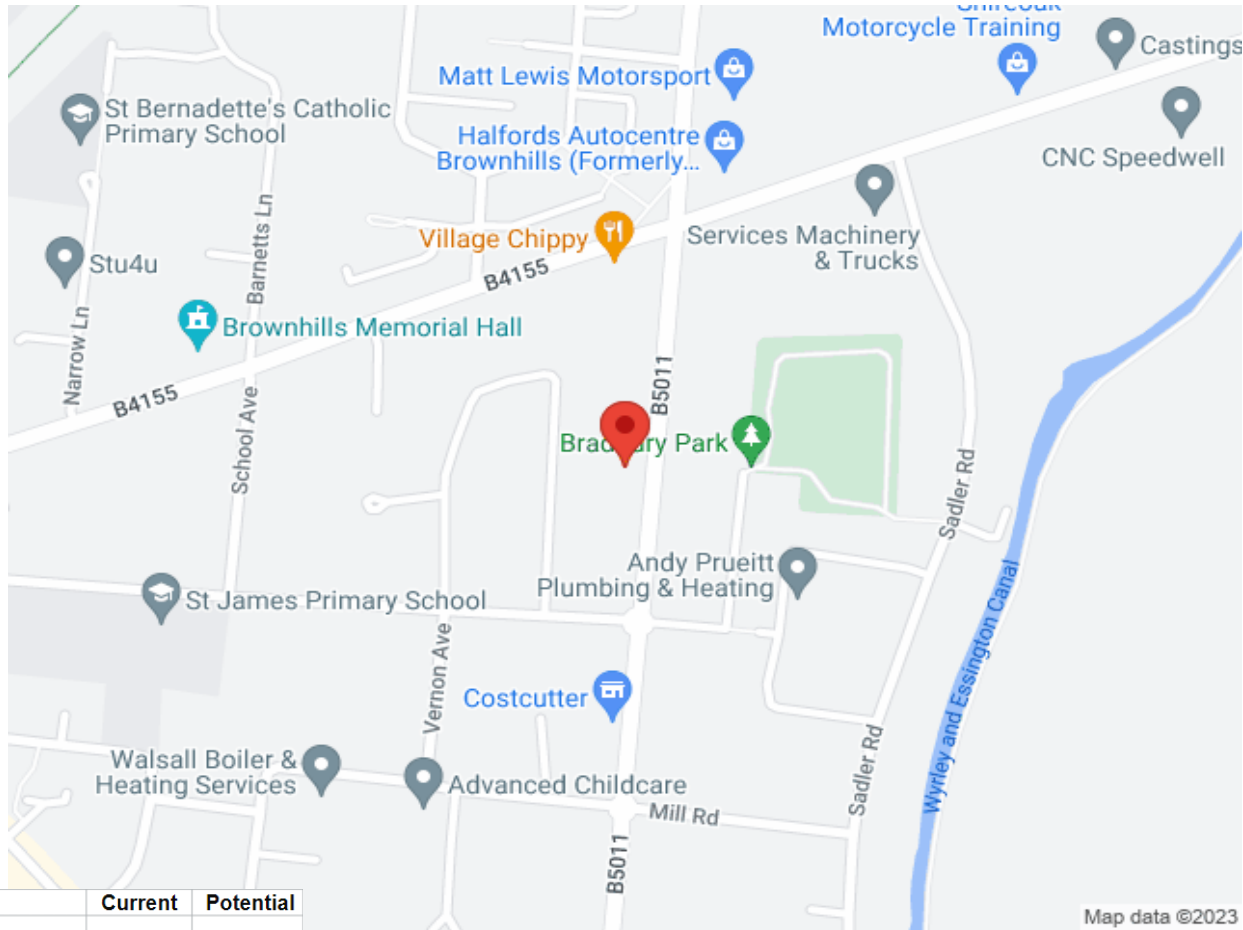 Motorcycle Training
Castings
Matt Lewis Motorsport
St Bernadette's Catholic
Primary School
Halfords Autocentre
Brownhills (Formerly...
CNC Speedwell
Village Chippy
Services Machinery
& Trucks
B4155
Barnetts Ln
Stu4u
Narrow Ln
Brownhills Memorial Hall
B4155
School Ave
B5011
Park
Sadler Rd
Andy Prueitt
Plumbing & Heating
St James Primary School
Vernon Ave
Costcutter
Wyrley and Essington Canal
Walsall Boiler &
Heating Services
Advanced Childcare
Sadler Rd
Mill Rd
B5011
Current Potential
Map data ©2023